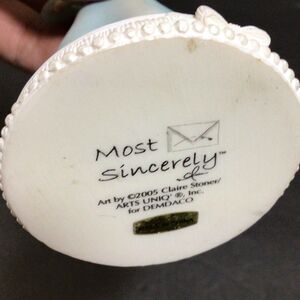 Most
Sincerely™
Art by ©2005 Claire Stoner/
ARTS UNIQ' ®, Inc.
for DEMDACO